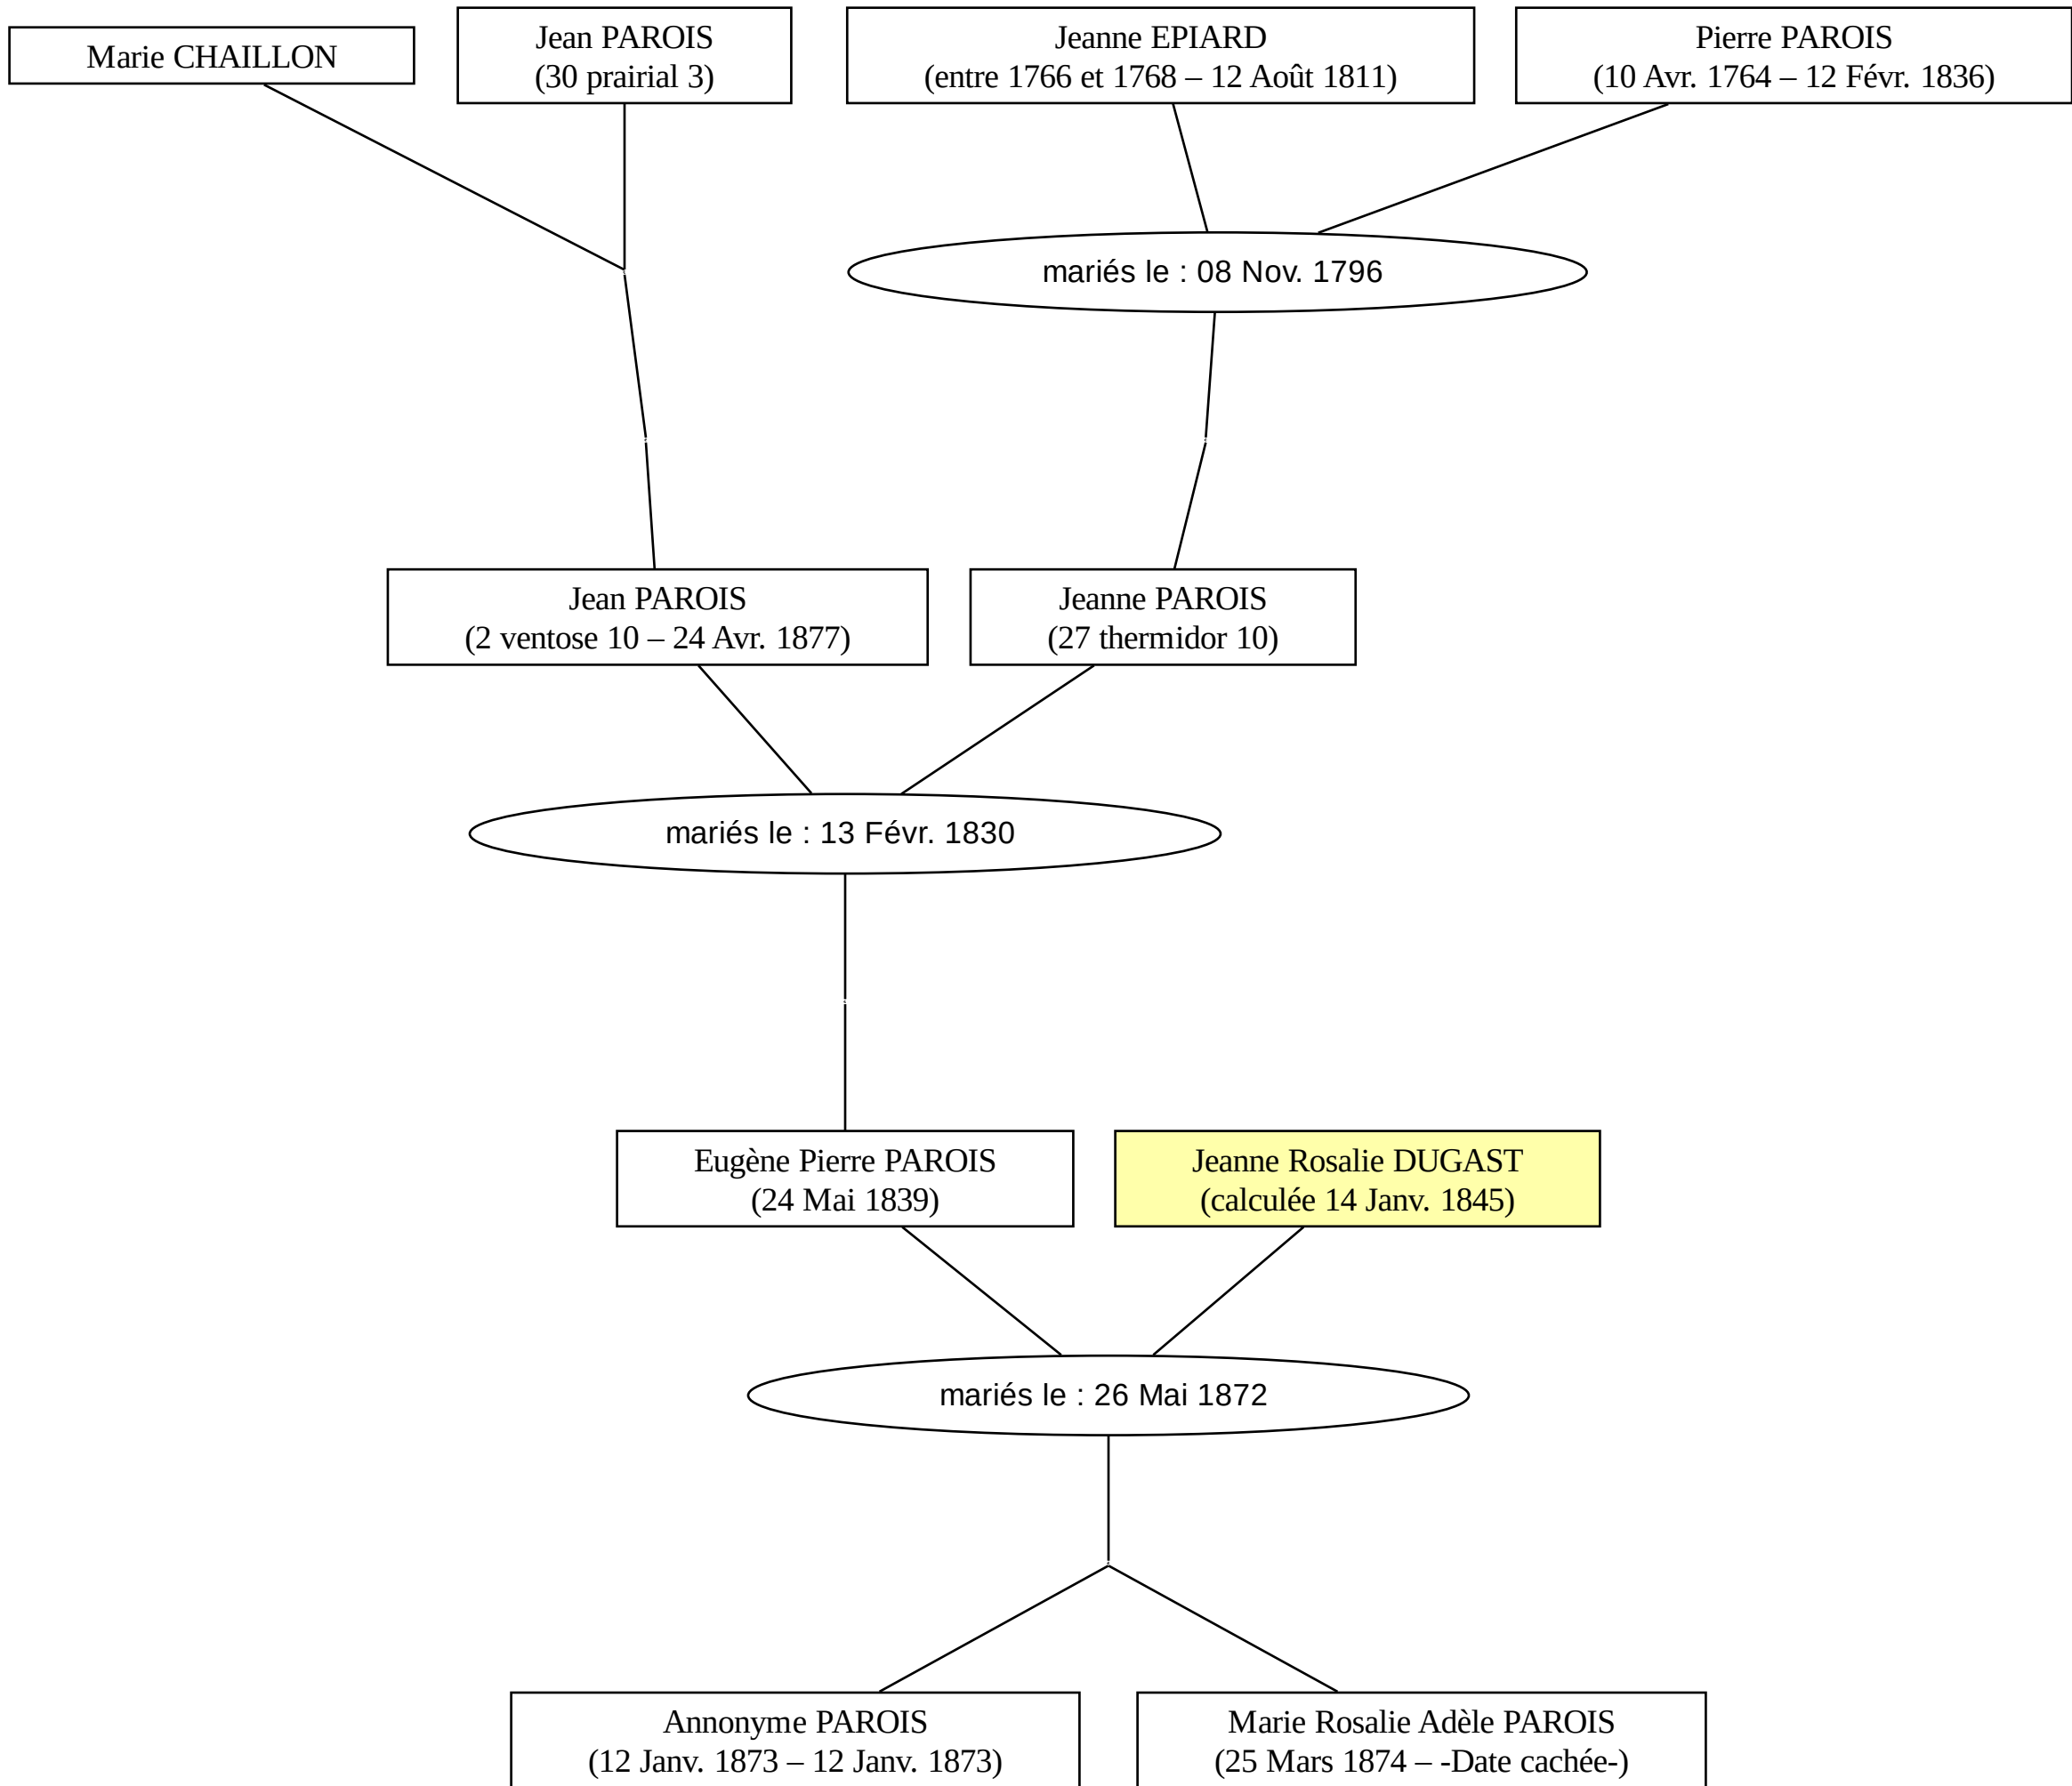 Marie CHAILLON
Jean PAROIS
(30 prairial 3)
Jeanne EPIARD
(entre 1766 et 1768 – 12 Août 1811)
Pierre PAROIS
(10 Avr. 1764 – 12 Févr. 1836)
mariés le : 08 Nov. 1796
Jean PAROIS
(2 ventose 10 – 24 Avr. 1877)
Jeanne PAROIS
(27 thermidor 10)
mariés le : 13 Févr. 1830
Eugène Pierre PAROIS
(24 Mai 1839)
Jeanne Rosalie DUGAST
(calculée 14 Janv. 1845)
mariés le : 26 Mai 1872
Annonyme PAROIS
(12 Janv. 1873 – 12 Janv. 1873)
Marie Rosalie Adèle PAROIS
(25 Mars 1874 – -Date cachée-)